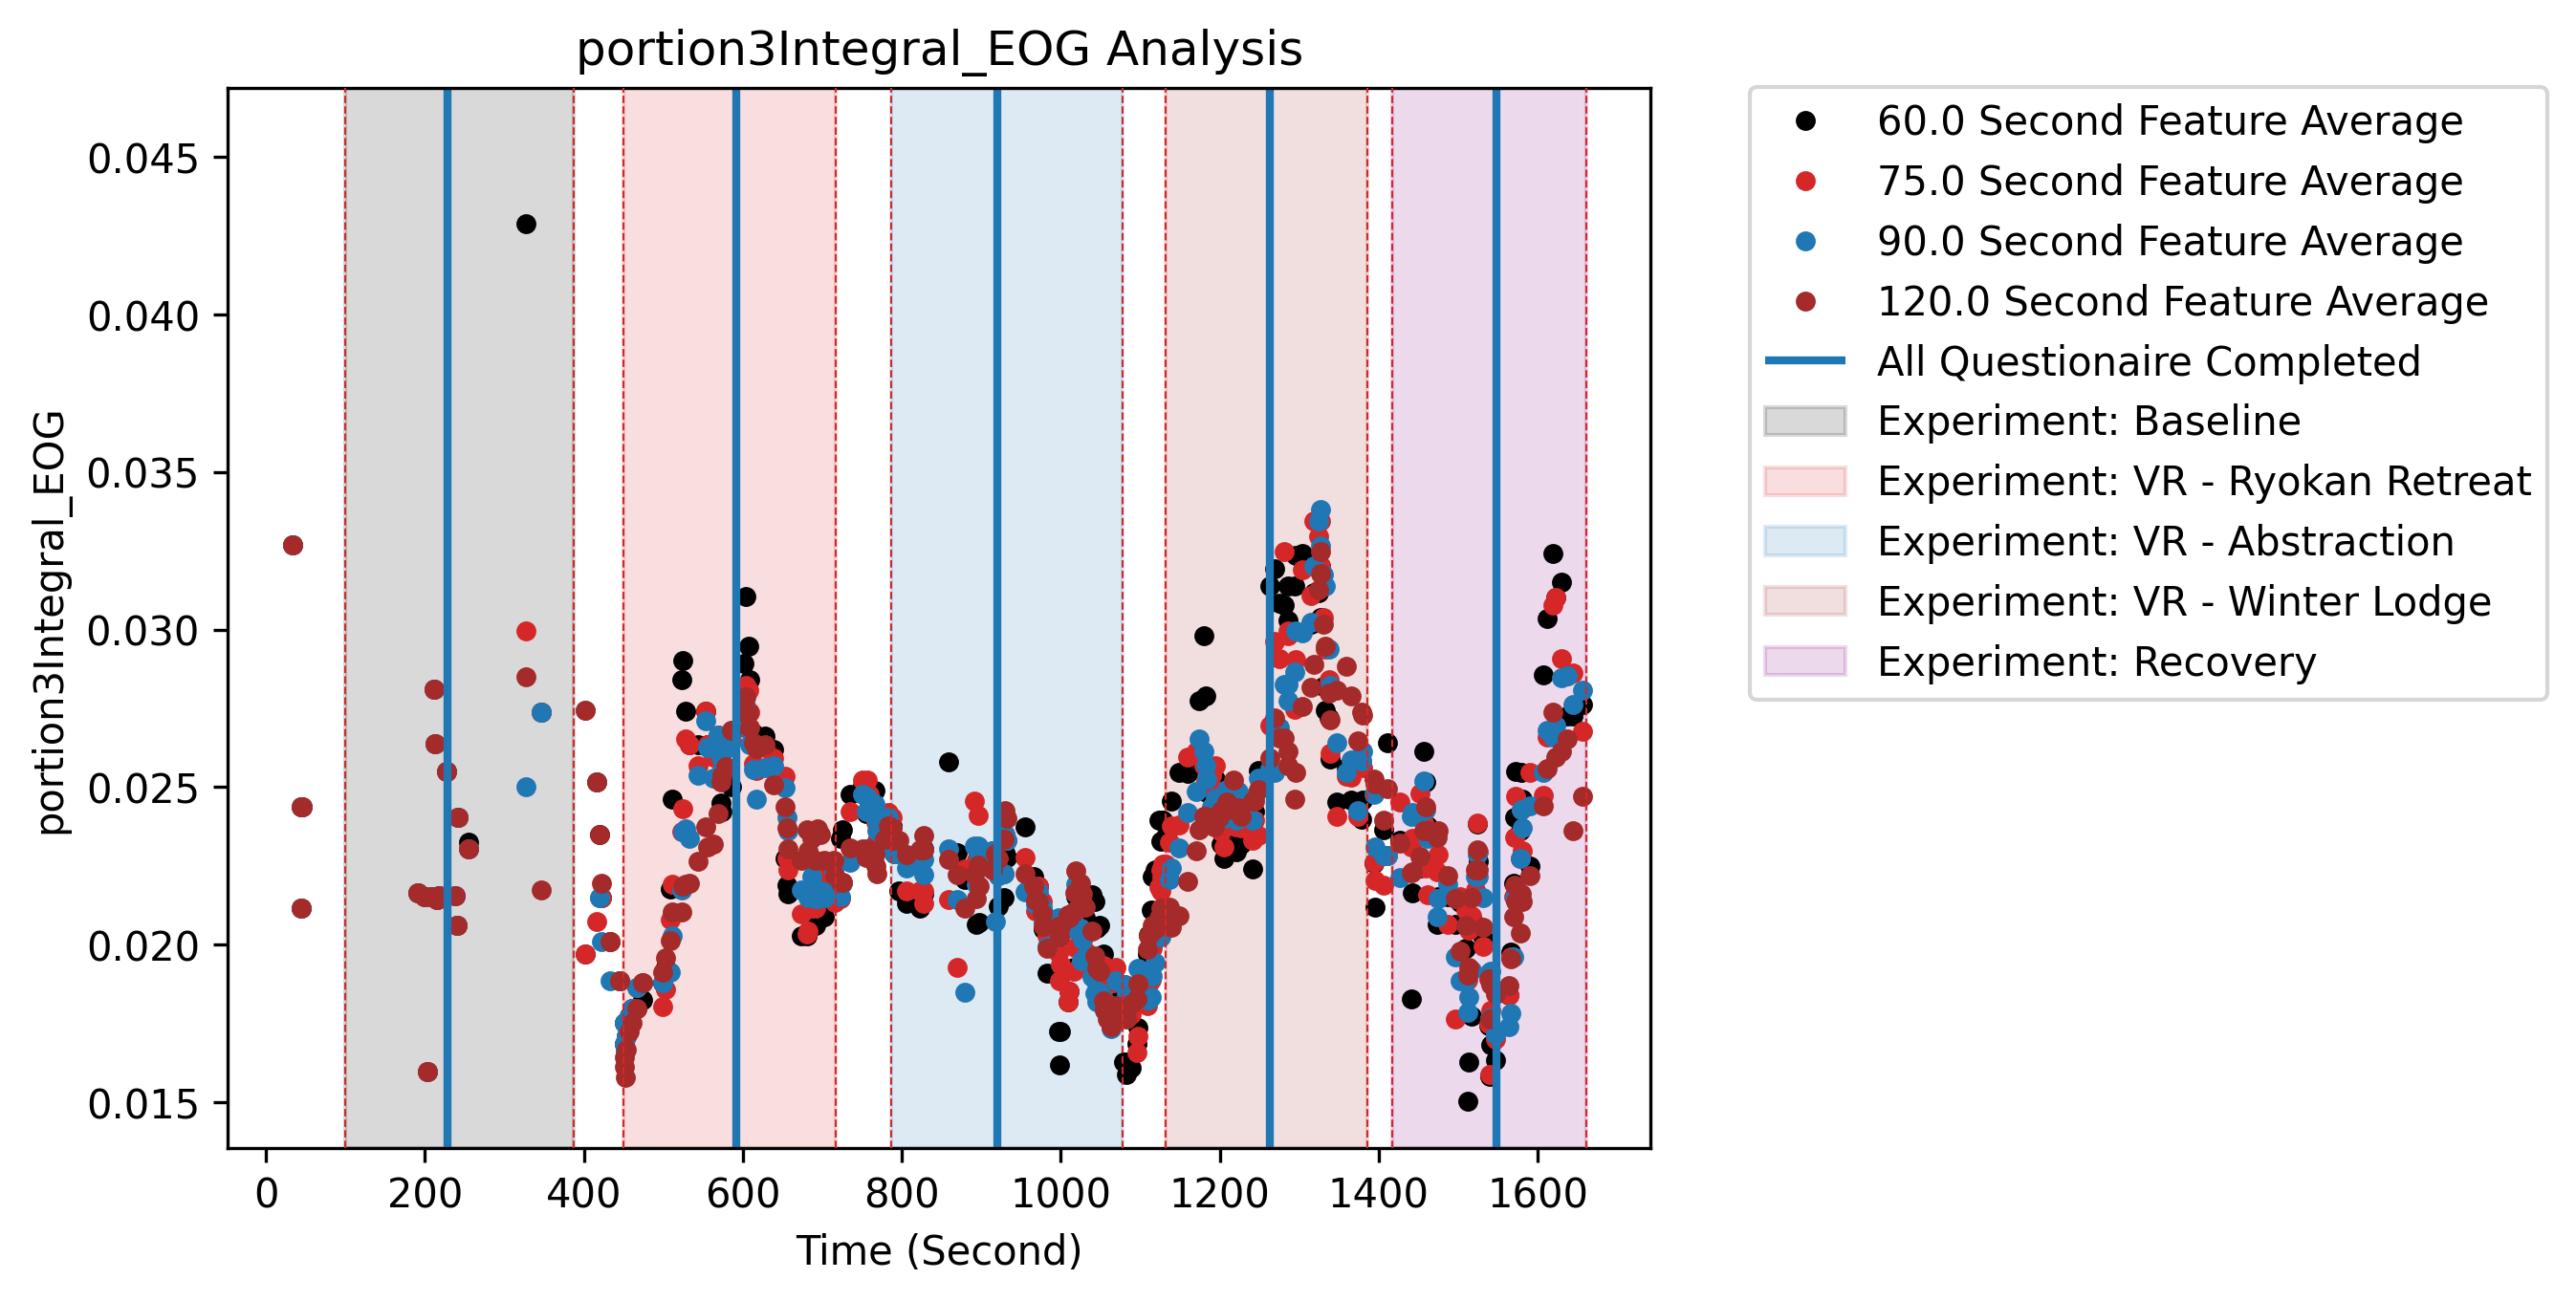 portion3Integral_EOG Analysis
0.045
0.040
0.035
0.030
0.025
0.020
0.015
portion3Integral_EOG
0 200 400 600 800 1000 1200 1400 1600
Time (Second)
60.0 Second Feature Average
75.0 Second Feature Average
90.0 Second Feature Average
120.0 Second Feature Average
All Questionaire Completed
Experiment: Baseline
Experiment: VR - Ryokan Retreat
Experiment: VR - Abstraction
Experiment: VR - Winter Lodge
Experiment: Recovery